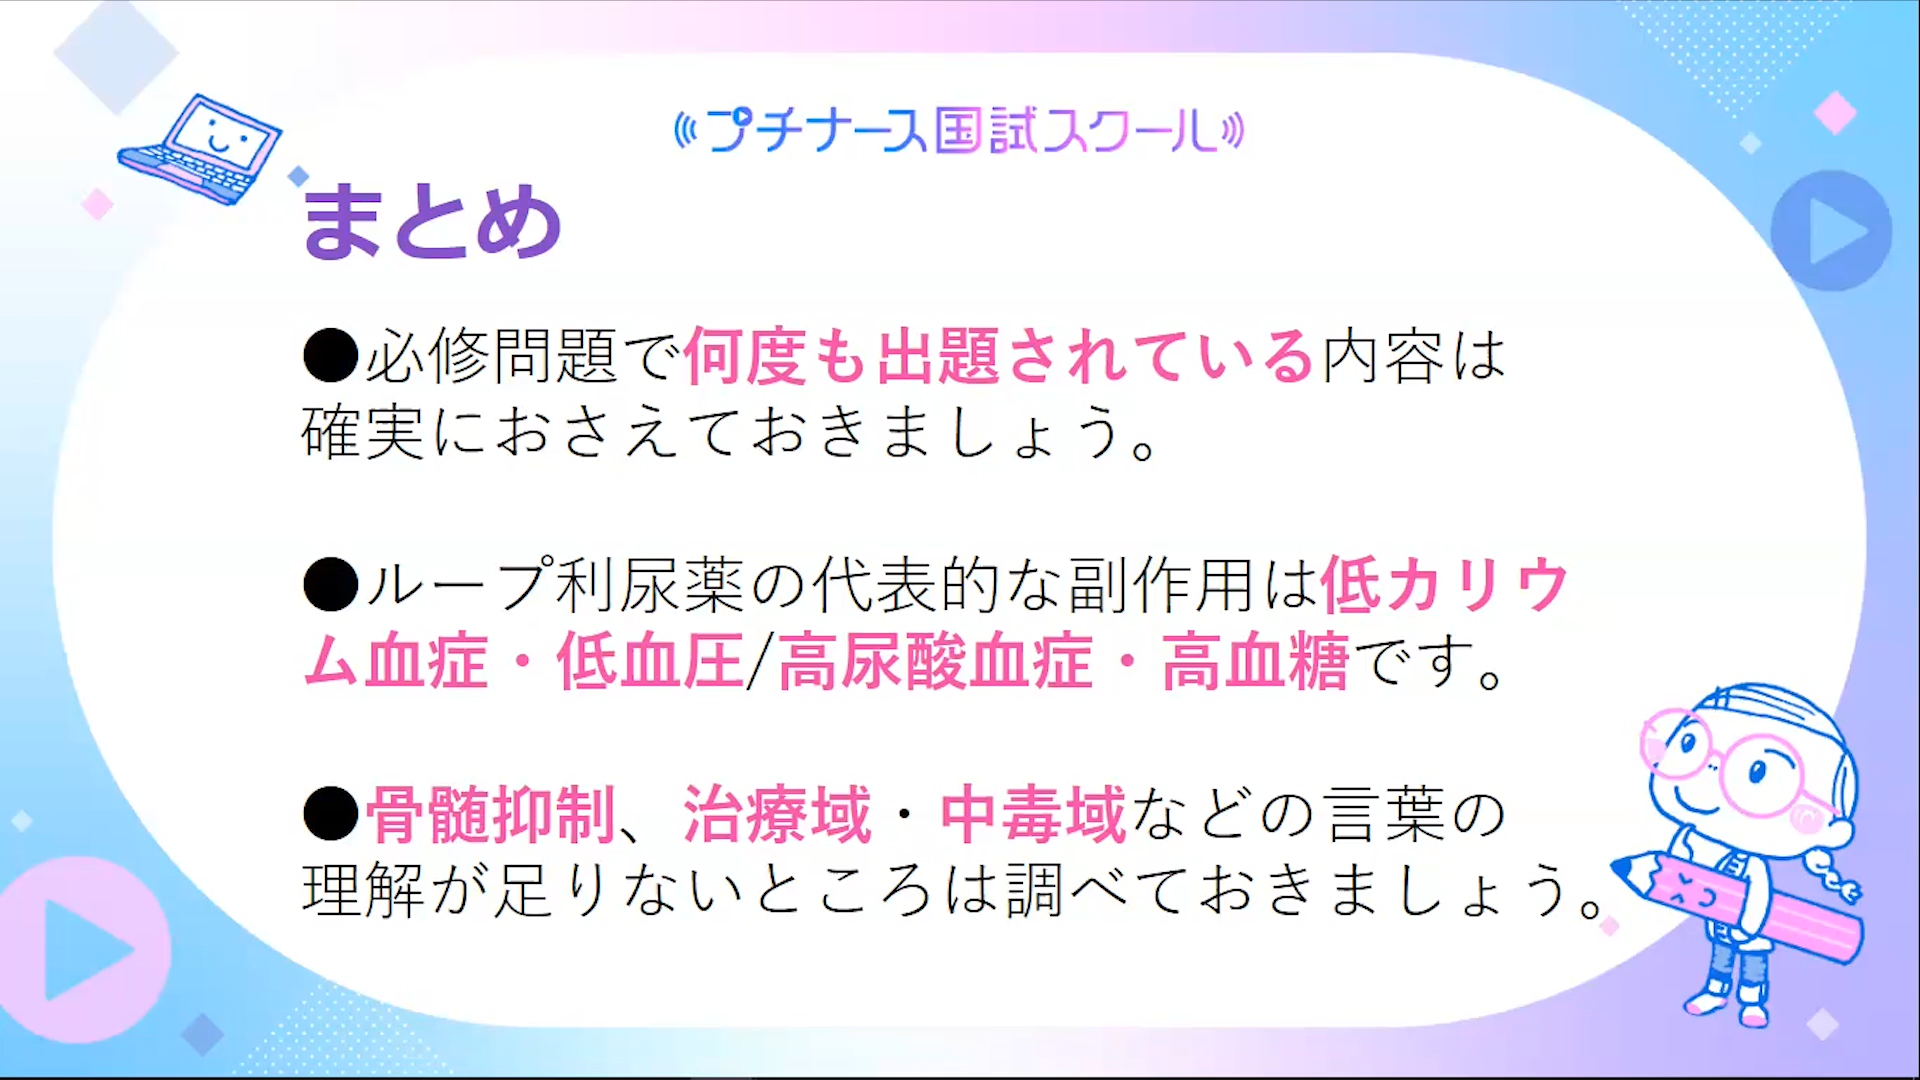 プチナース国試スクール
まとめ
●必修問題で何度も出題されている内容は
確実におさえておきましょう。
●ループ利尿薬の代表的な副作用は低カリウ
ム血症・低血圧/高尿酸血症・高血糖です。
●骨髄抑制、治療域・中毒域などの言葉の
理解が足りないところは調べておきましょう。